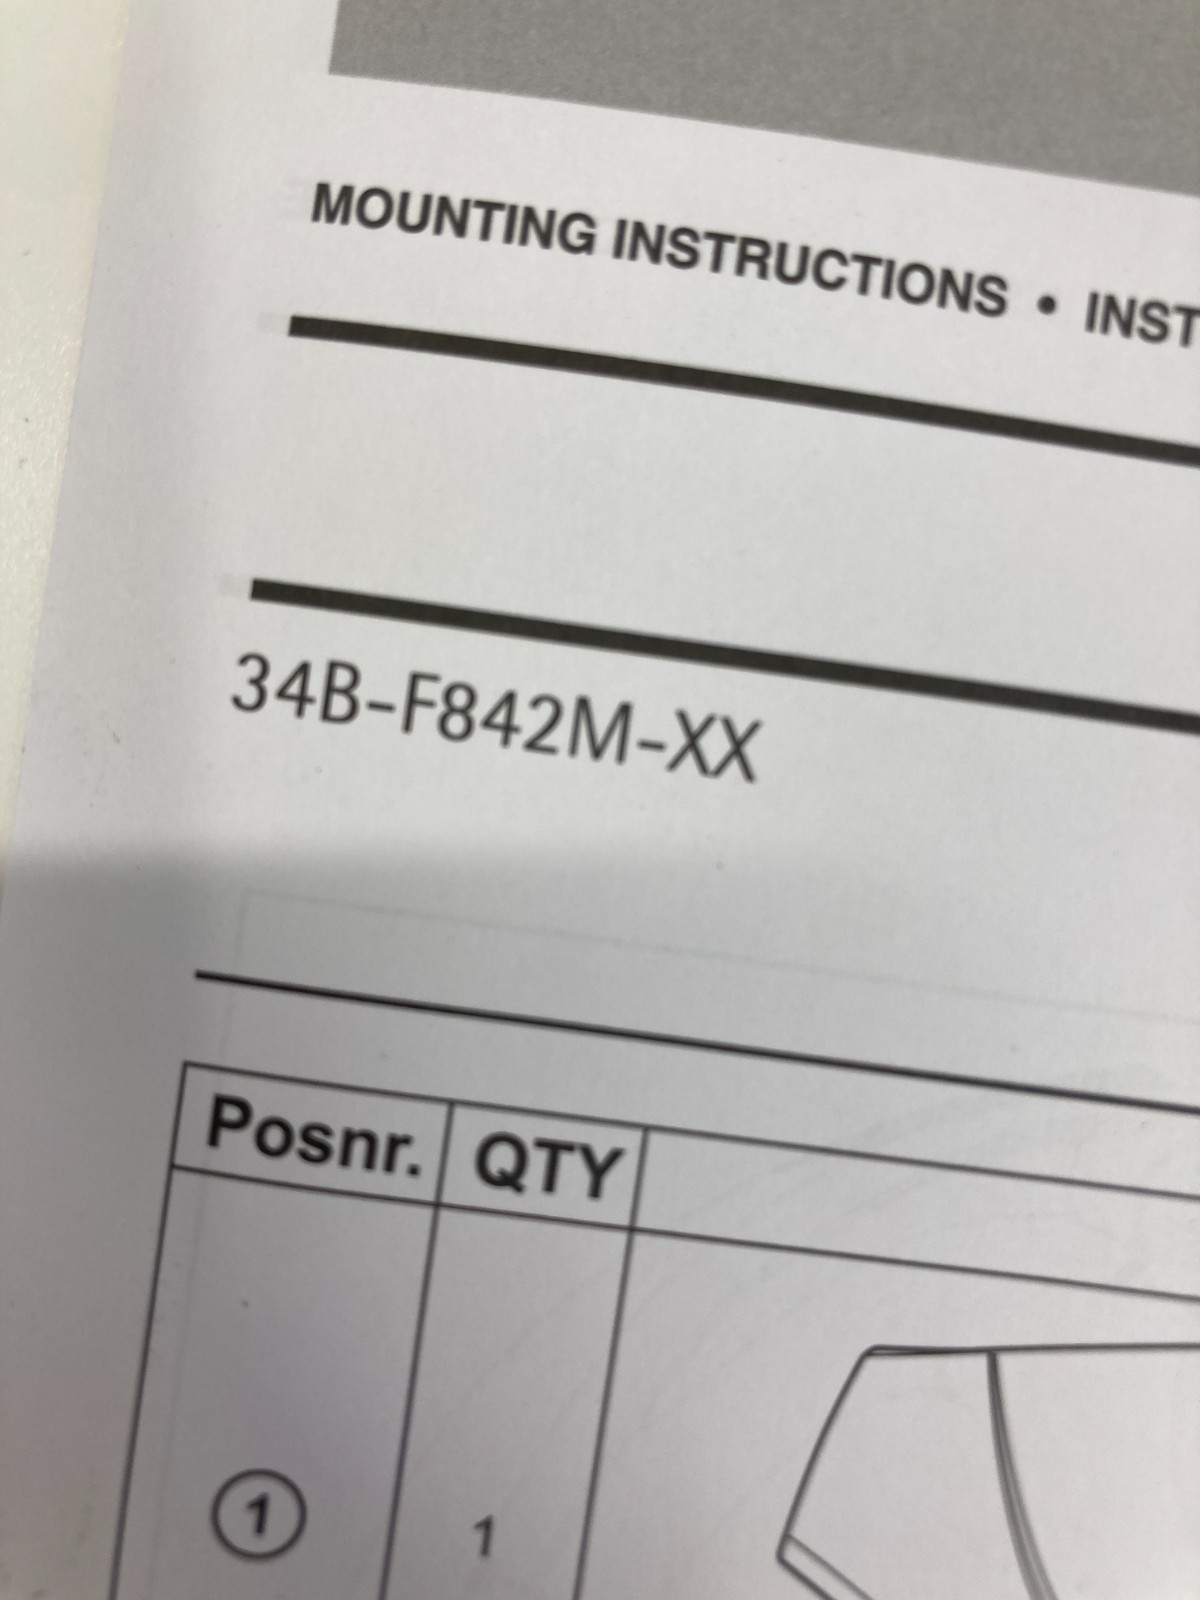 MOUNTING INSTRUCTIONS • INST
34B-F842M-XX
Posnr. QTY
1 1